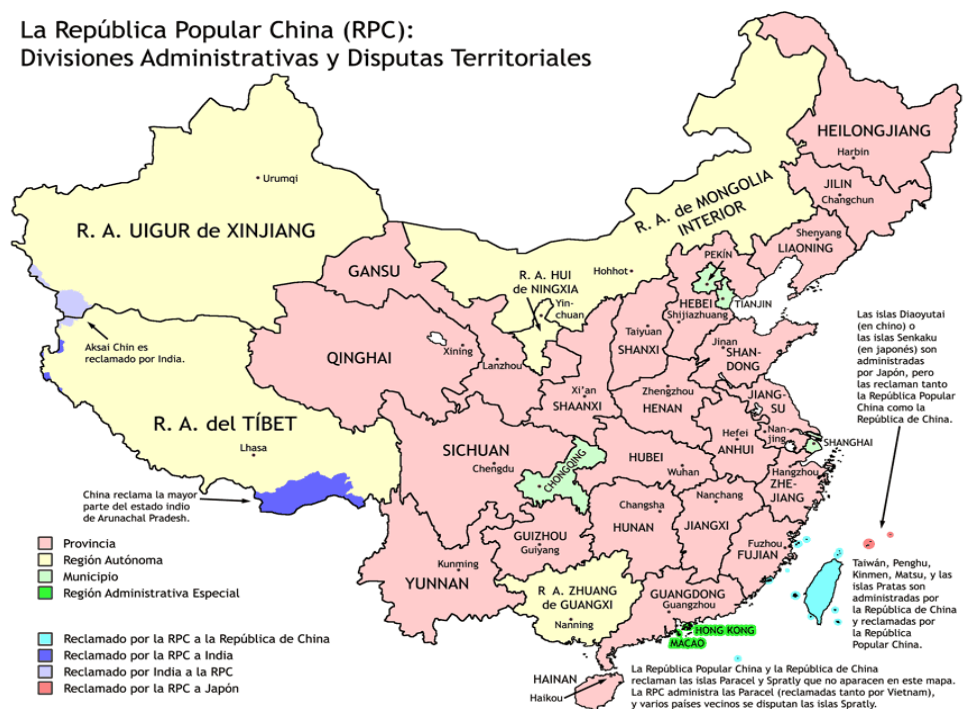 La República Popular China (RPC):
Divisiones Administrativas y Disputas Territoriales
HEILONGJIANG
Harbin
JILIN
Changchun
Shenyang
LIAONING
R. A. de MONGOLIA
INTERIOR
Urumqi
R. A. UIGUR de XINJIANG
GANSU
R. A. HUI
de NINGXIA
Yin-
chuan
Hohhot
PEKÍN
HEBEI
TIANJIN
Shijiazhuang
Taiyuan
SHANXI
Jinan
SHAN-
DONG
Las islas Diaoyutai
(en chino) o
las islas Senkaku
(en japonés) son
administradas
por Japón, pero
las reclaman tanto
la República Popular
China como la
República de China.
Aksai Chin es
reclamado por India.
QINGHAI
Xining
Lanzhou
Xi'an
SHAANXI
Zhengzhou
HENAN
JIANG-
SU
Nan-
jing
Hefei
ANHUI
SHANGHAI
R. A. del TÍBET
Lhasa
SICHUAN
Chengdu
CHONGQING
HUBEI
Wuhan
Hangzhou
ZHE-
JIANG
China reclama la mayor
parte del estado indio
de Arunachal Pradesh.
Changsha
HUNAN
Nanchang
JIANGXI
GUIZHOU
Guiyang
Fuzhou
FUJIAN
Kunming
YUNNAN
R A. ZHUANG
de GUANGXI
Nanning
GUANGDONG
Guangzhou
HONG KONG
MACAO
Taiwán, Penghu,
Kinmen, Matsu, y las
islas Pratas son
administradas por
la República de China
y reclamadas por
la República
Popular China.
HAINAN
Haikou
La República Popular China y la República de China
reclaman las islas Paracel y Spratly que no aparecen en este mapa.
La RPC administra las Paracel (reclamadas tanto por Vietnam),
y varios países vecinos se disputan las islas Spratly.
Provincia
Región Autónoma
Municipio
Región Administrativa Especial
Reclamado por la RPC a la República de China
Reclamado por la RPC a India
Reclamado por India a la RPC
Reclamado por la RPC a Japón